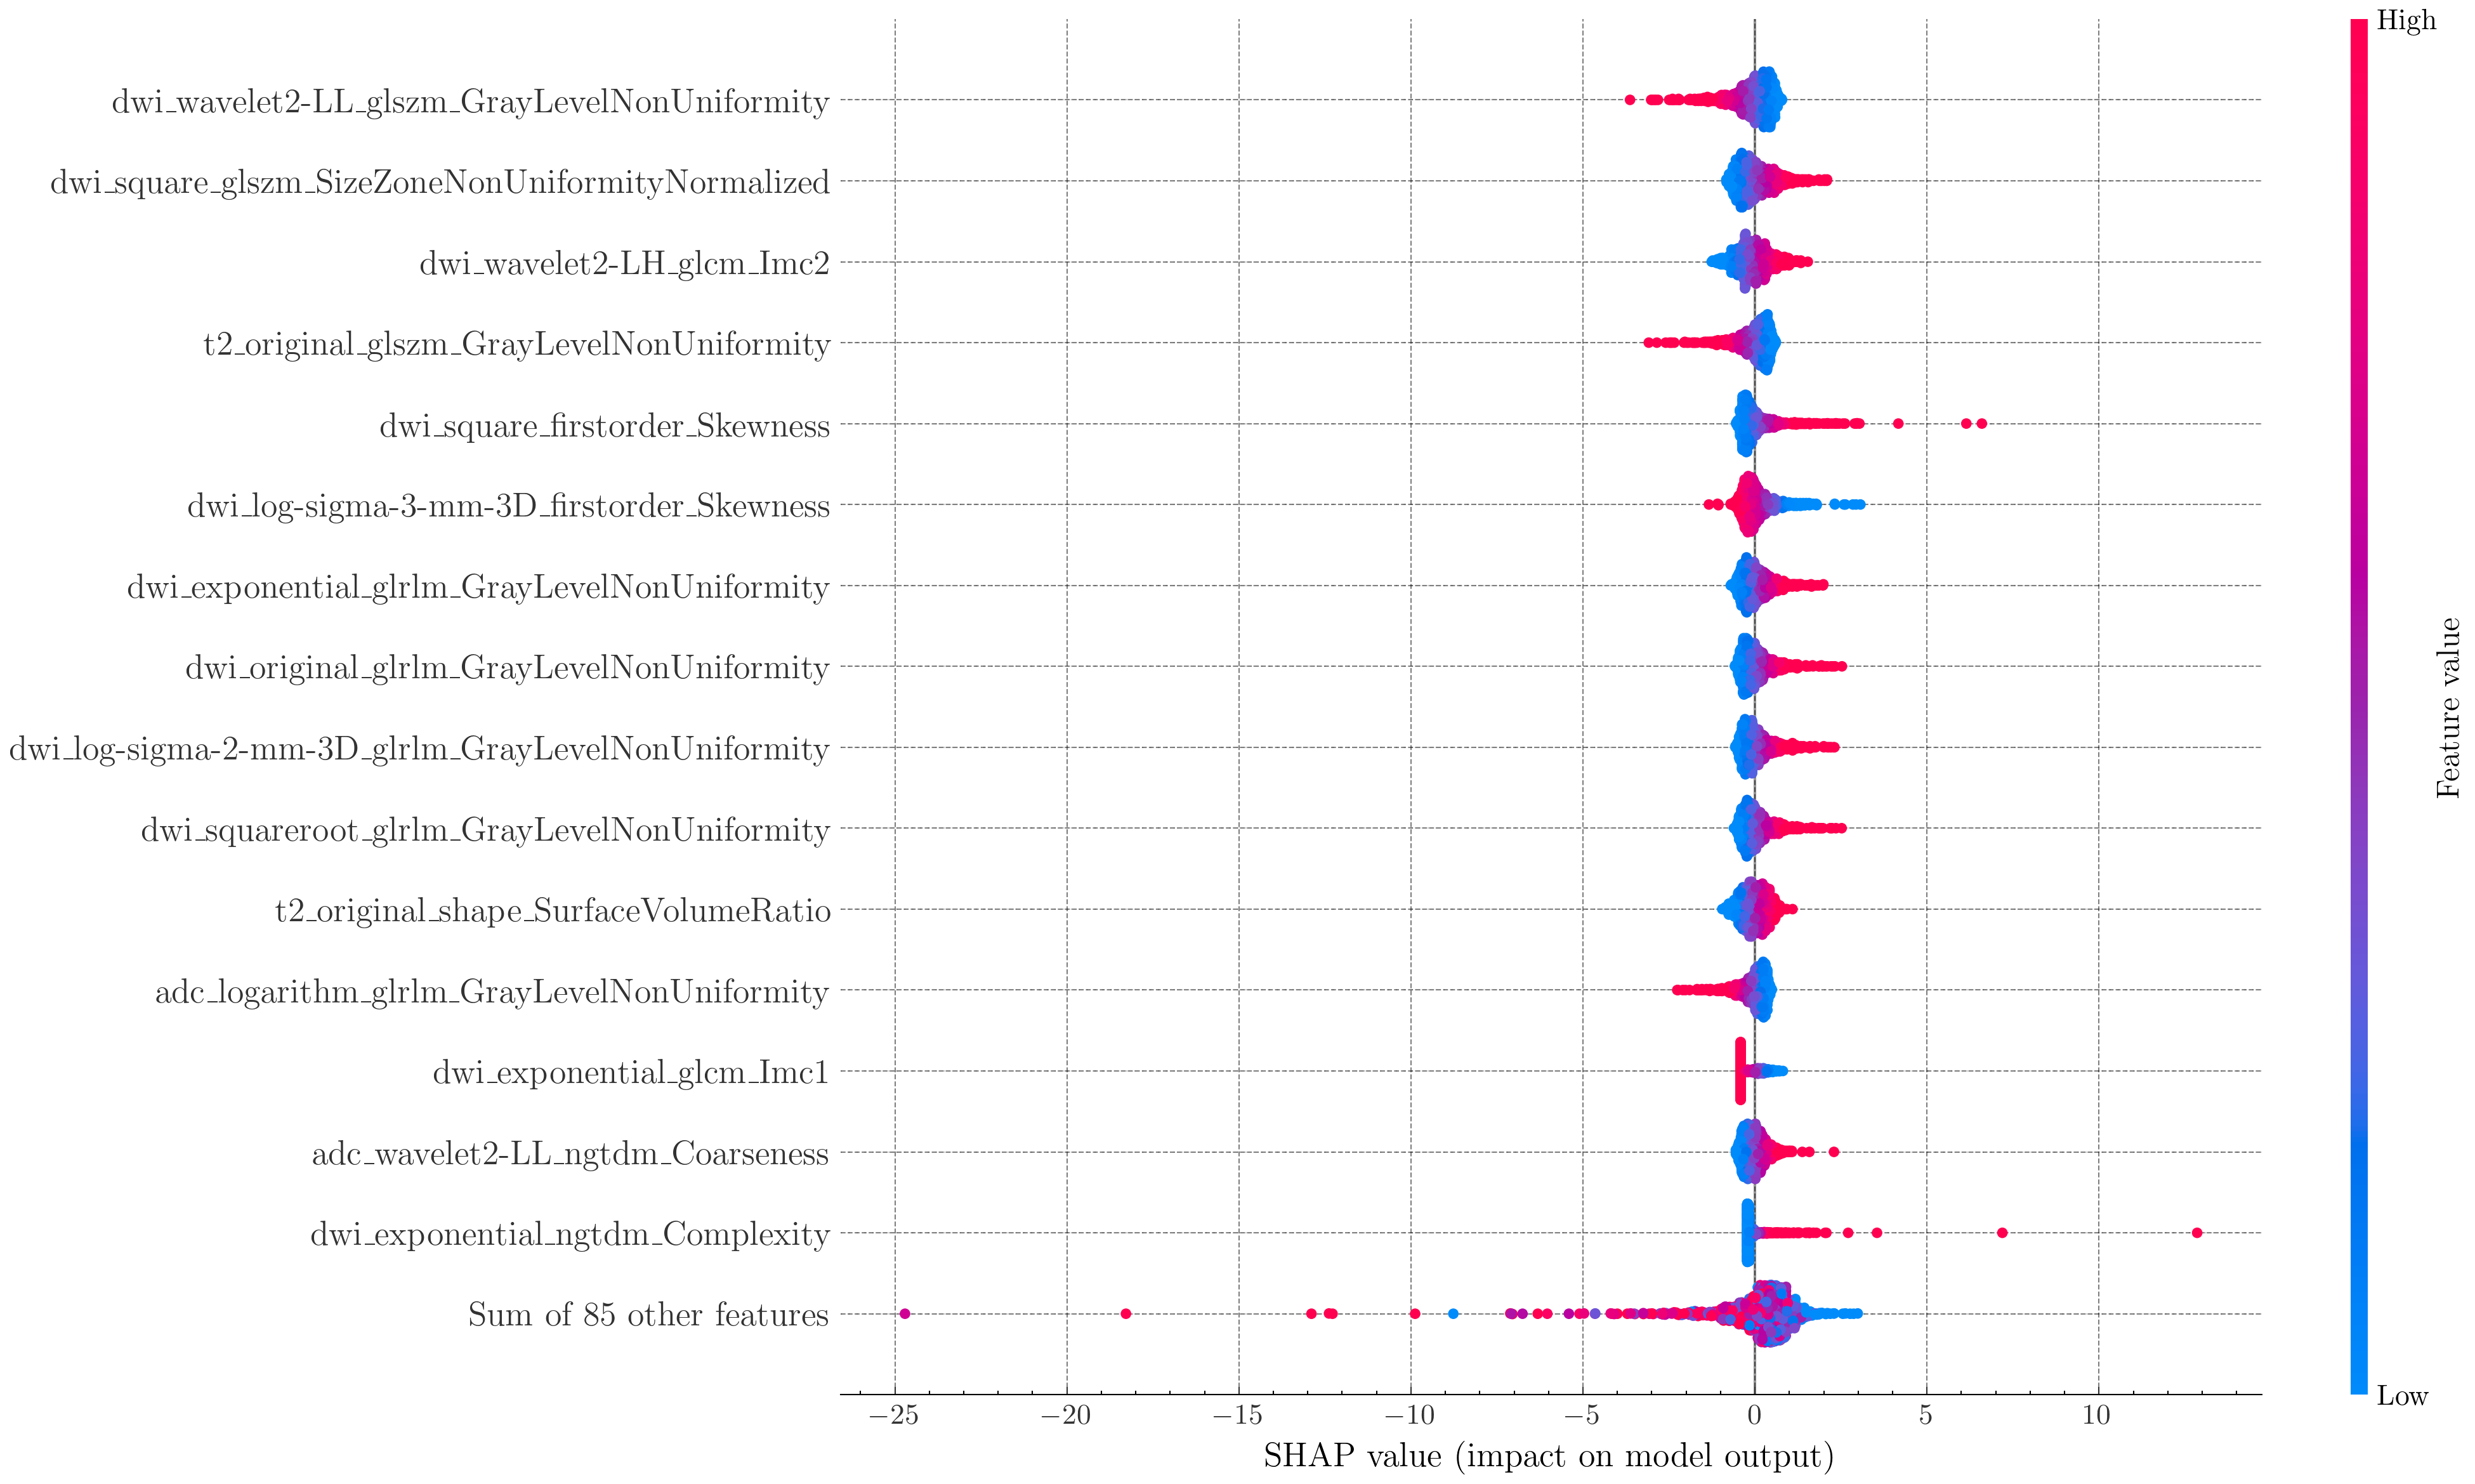 High
dwi_wavelet2-LL_glszm_GrayLevelNonUniformity
dwi_square_glszm_SizeZoneNonUniformityNormalized
dwi_wavelet2-LH_glcm_Imc2
t2_original_glszm_GrayLevelNonUniformity
dwi_square_firstorder_Skewness
dwi_log-sigma-3-mm-3D_firstorder_Skewness
dwi_exponential_glrlm_GrayLevelNonUniformity
dwi_original_glrlm_GrayLevelNonUniformity
dwi_log-sigma-2-mm-3D_glrlm_GrayLevelNonUniformity
dwi_squareroot_glrlm_GrayLevelNonUniformity
t2_original_shape_SurfaceVolumeRatio
adc_logarithm_glrlm_GrayLevelNonUniformity
dwi_exponential_glcm_Imc1
adc_wavelet2-LL_ngtdm_Coarseness
dwi_exponential_ngtdm_Complexity
Sum of 85 other features
Feature value
Low
−25 −20 −15 −10 −5 0 5 10
SHAP value (impact on model output)